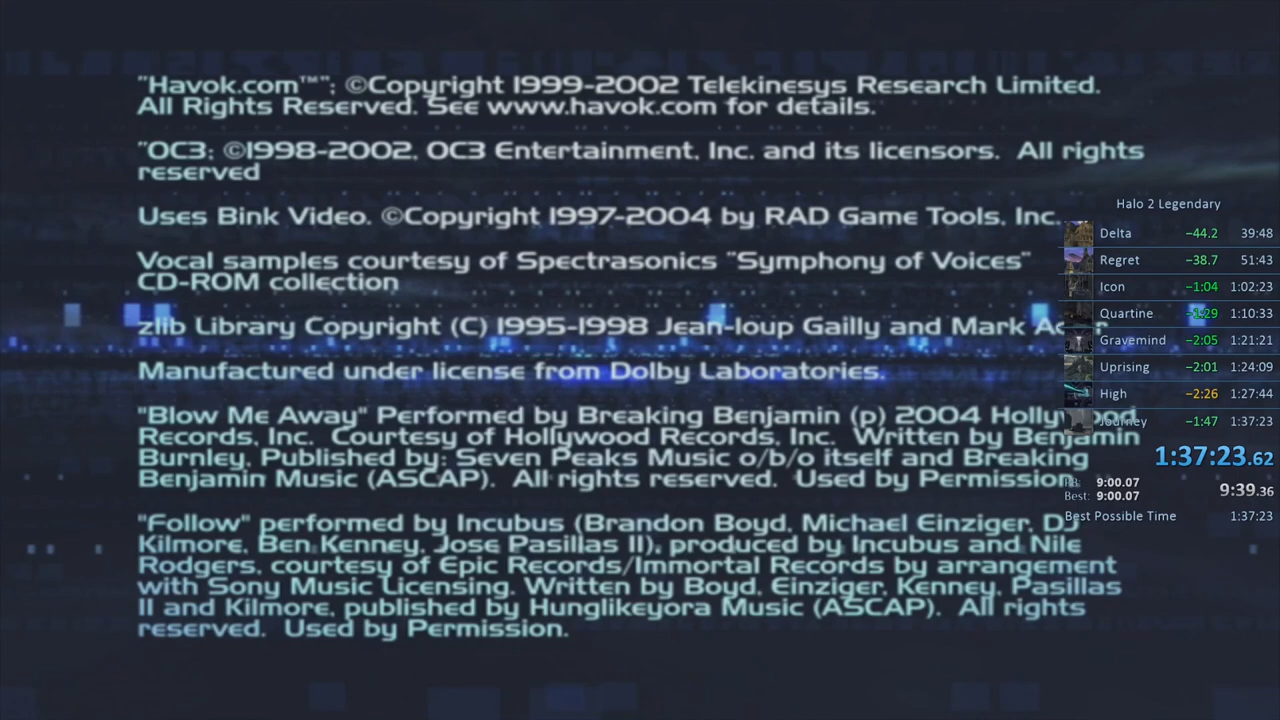 "Havok.com™"; ©Copyright 1999-2002 Telekinesys Research Limited.
All Rights Reserved. See www.havok.com for details.
"OC3; ©1998-2002, OC3 Entertainment, Inc. and its licensors. All rights
reserved
Uses Bink Video. ©Copyright 1997-2004 by RAD Game Tools, Inc.
Vocal samples courtesy of Spectrasonics "Symphony of Voices"
CD-ROM collection
zlib Library Copyright (C) 1995-1998 Jean-loup Gailly and Mark
Manufactured under license from Dolby Laboratories.
"Blow Me Away" Performed by Breaking Benjamin (p) 2004 Hollywood
Records, Inc. Courtesy of Hollywood Records, Inc. Written by Benjamin
Burnley, Published by: Seven Peaks Music o/b/o itself and Breaking
Benjamin Music (ASCAP). All rights reserved. Used by Permission
"Follow" performed by Incubus (Brandon Boyd, Michael Einziger, DJ
Kilmore, Ben Kenney, Jose Pasillas II), produced by Incubus and Nile
Rodgers, courtesy of Epic Records/Immortal Records by arrangement
with Sony Music Licensing. Written by Boyd, Einziger, Kenney, Pasillas
II and Kilmore, published by Hunglikeyora Music (ASCAP). All rights
reserved. Used by Permission.
Halo 2 Legendary
Delta −44.2 39:48
Regret −38.7 51:43
Icon −1:04 1:02:23
Quartine −1:29 1:10:33
Gravemind −2:05 1:21:21
Uprising −2:01 1:24:09
High −2:26 1:27:44
Journey −1:47 1:37:23
1:37:23.62
PB: 9:00.07
Best: 9:00.07
9:39.36
Best Possible Time 1:37:23